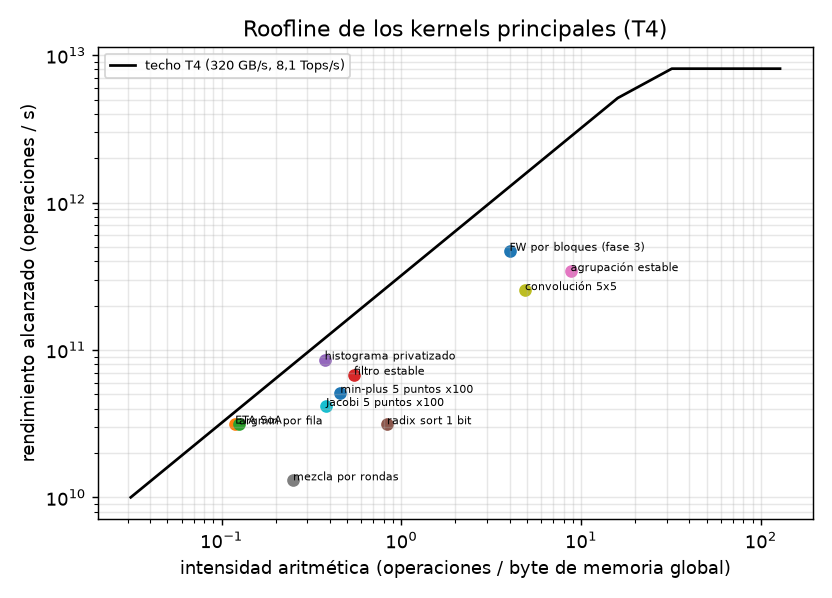 Roofline de los kernels principales (T4)
techo T4 (320 GB/s, 8,1 Tops/s)
rendimiento alcanzado (operaciones / s)
10^13
10^12
10^11
10^10
FW por bloques (fase 3)
agrupación estable
convolución 5x5
histograma privatizado
filtro estable
min-plus 5 puntos x100
Jacobi 5 puntos x100
por fila
radix sort 1 bit
mezcla por rondas
10^-1
10^0
10^1
10^2
intensidad aritmética (operaciones / byte de memoria global)